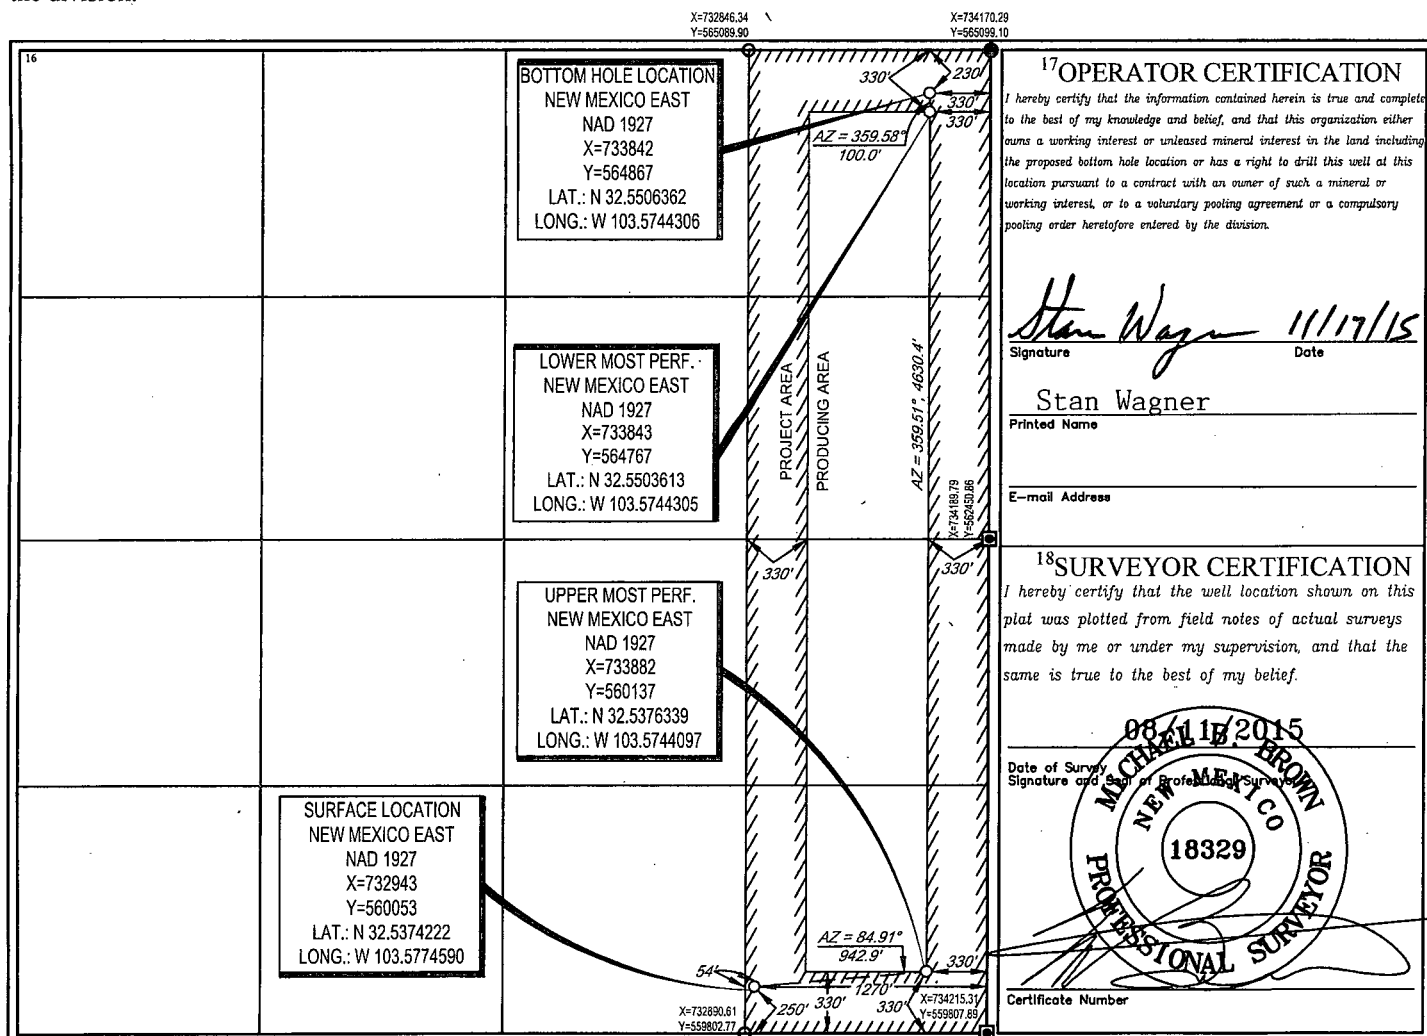 the division.
X=732846.34
Y=565089.90
X=734170.29
Y=565099.10
16
BOTTOM HOLE LOCATION
NEW MEXICO EAST
NAD 1927
X=733842
Y=564867
LAT.: N 32.5506362
LONG.: W 103.5744306
330'
230'
330'
330'
AZ = 359.58°
100.0'
LOWER MOST PERF.
NEW MEXICO EAST
NAD 1927
X=733843
Y=564767
LAT.: N 32.5503613
LONG.: W 103.5744305
PROJECT AREA
PRODUCING AREA
AZ = 359.51°, 4630.4'
X=734189.79
Y=562450.86
330'
330'
UPPER MOST PERF.
NEW MEXICO EAST
NAD 1927
X=733882
Y=560137
LAT.: N 32.5376339
LONG.: W 103.5744097
SURFACE LOCATION
NEW MEXICO EAST
NAD 1927
X=732943
Y=560053
LAT.: N 32.5374222
LONG.: W 103.5774590
AZ = 84.91°
942.9'
330'
54'
1270'
250'
330'
330'
X=732890.61
Y=559802.77
X=734215.31
Y=559807.89
17 OPERATOR CERTIFICATION
I hereby certify that the information contained herein is true and complete
to the best of my knowledge and belief, and that this organization either
owns a working interest or unleased mineral interest in the land including
the proposed bottom hole location or has a right to drill this well at this
location pursuant to a contract with an owner of such a mineral or
working interest, or to a voluntary pooling agreement or a compulsory
pooling order heretofore entered by the division.
Stan Wagner 11/17/15
Signature Date
Stan Wagner
Printed Name
E-mail Address
18 SURVEYOR CERTIFICATION
I hereby certify that the well location shown on this
plat was plotted from field notes of actual surveys
made by me or under my supervision, and that the
same is true to the best of my belief.
08/11/2015
Date of Survey
Signature and Seal of Professional Surveyor
MICHAEL B. BROWN
NEW MEXICO
18329
PROFESSIONAL SURVEYOR
Certificate Number